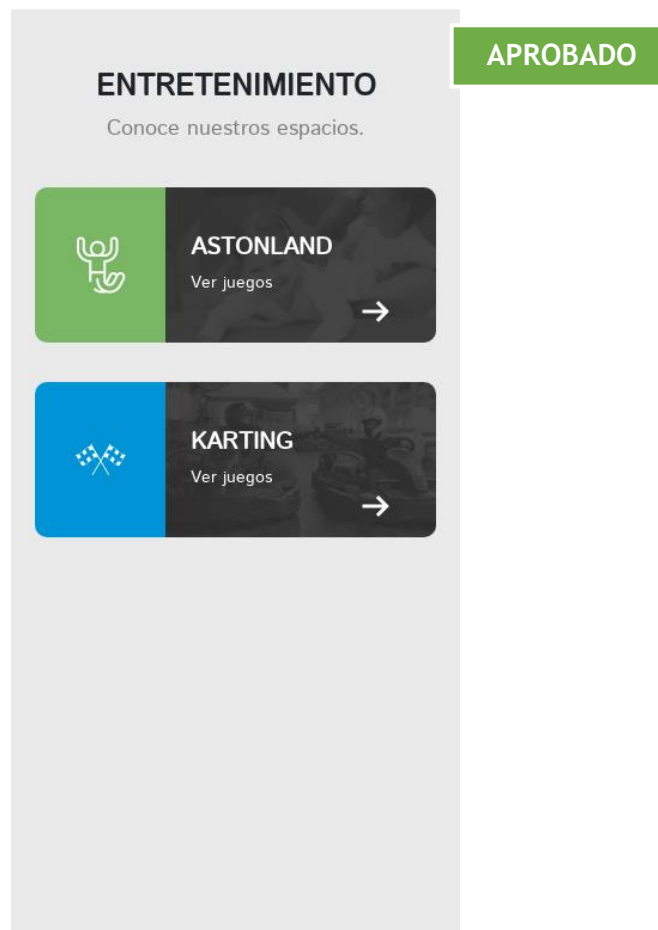 APROBADO
ENTRETENIMIENTO
Conoce nuestros espacios.
ASTONLAND
Ver juegos
KARTING
Ver juegos